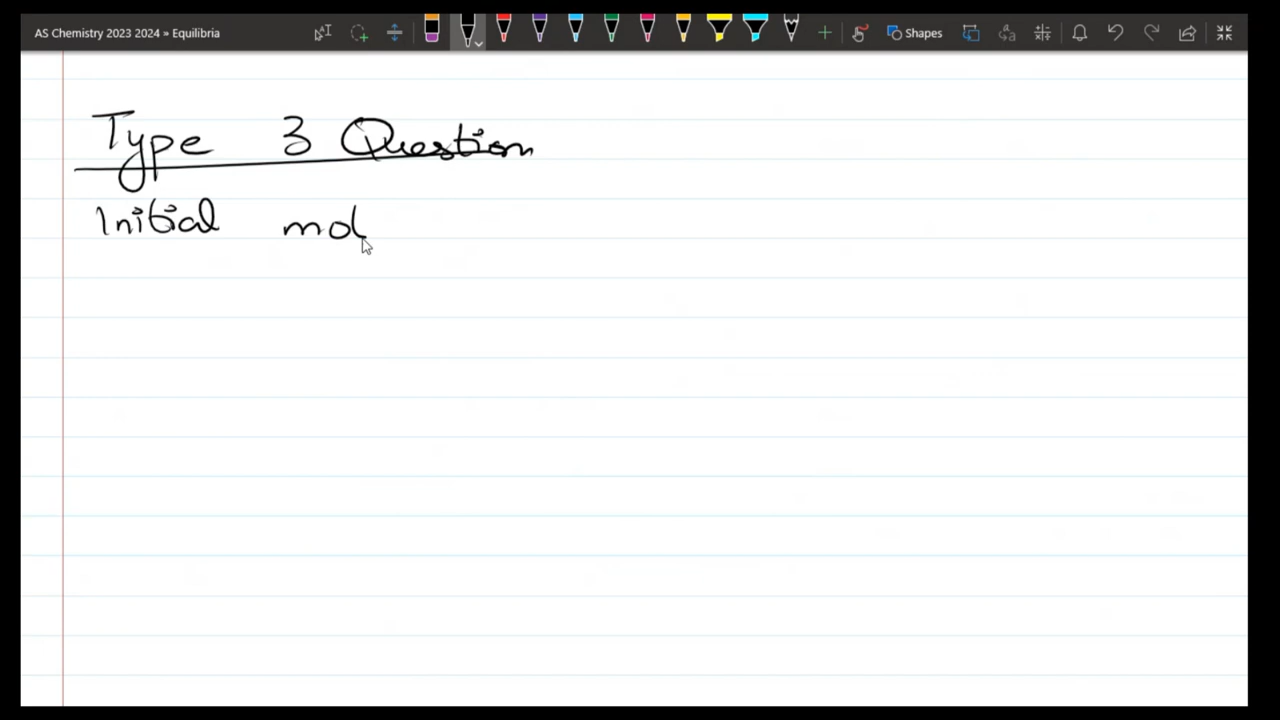 AS Chemistry 2023 2024 » Equilibria
Shapes
Type 3 Question
Initial mol